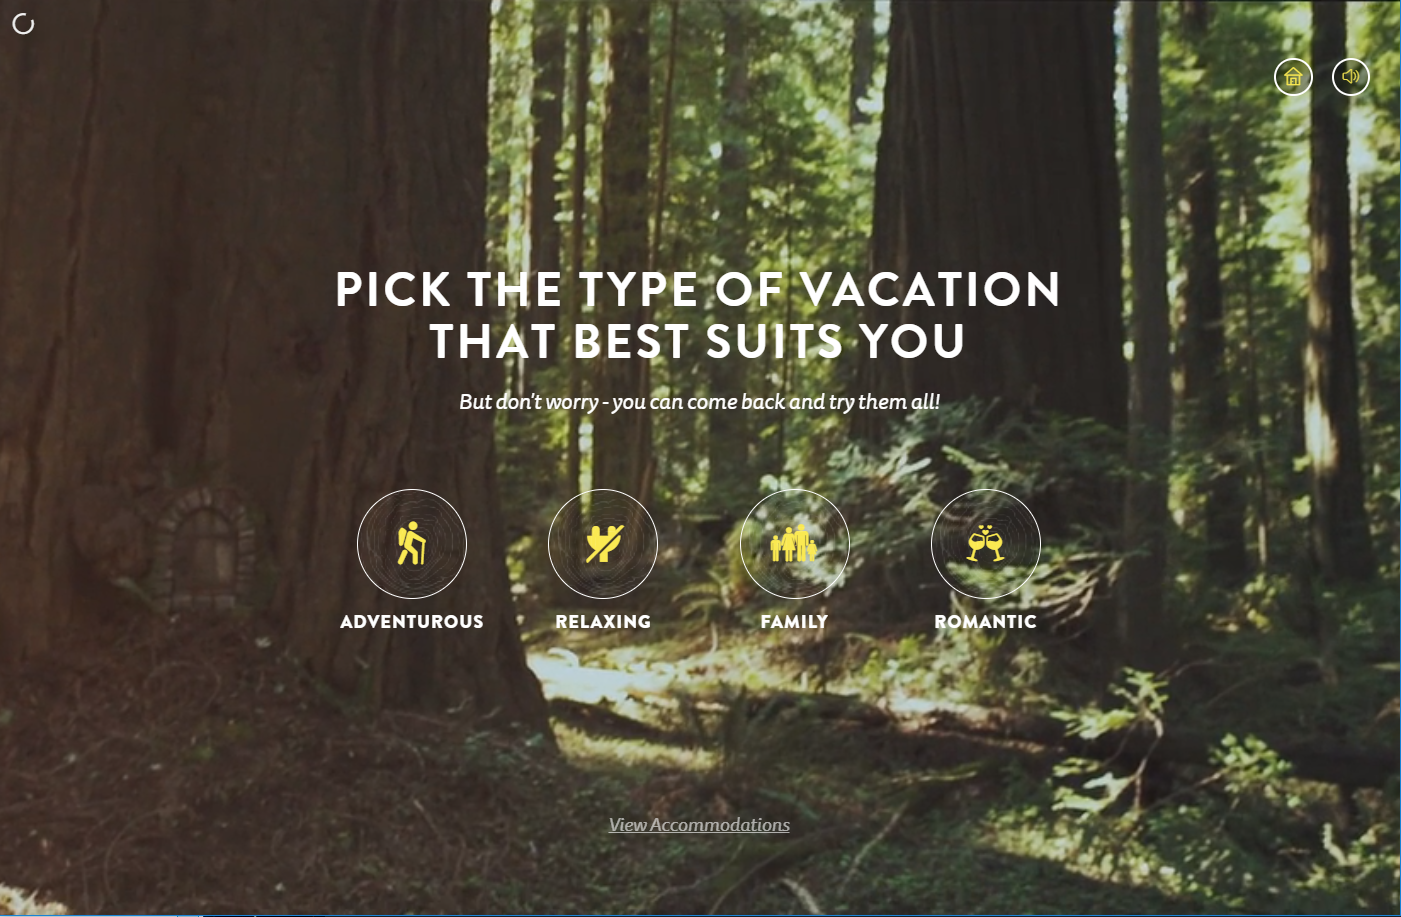 PICK THE TYPE OF VACATION
THAT BEST SUITS YOU
But don't worry - you can come back and try them all!
ADVENTUROUS
RELAXING
FAMILY
ROMANTIC
View Accommodations